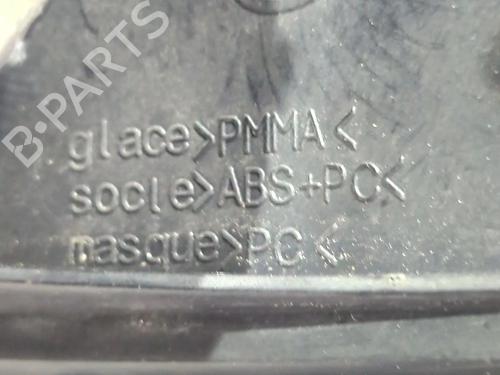 B-PARTS
glace>PMMA<
socle>ABS+PC<
masque>PC<